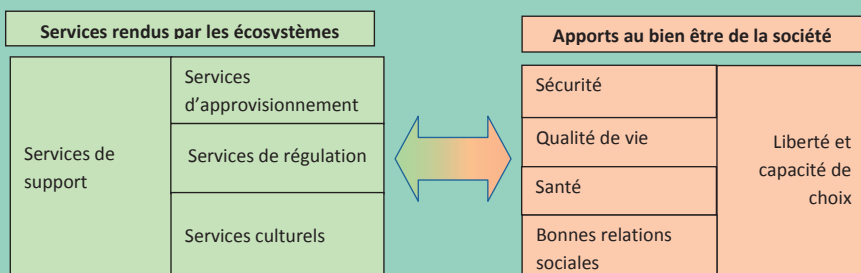 Services rendus par les écosystèmes
Services de
support
Services
d'approvisionnement
Services de régulation
Services culturels
Apports au bien être de la société
Sécurité
Qualité de vie
Santé
Bonnes relations
sociales
Liberté et
capacité de
choix